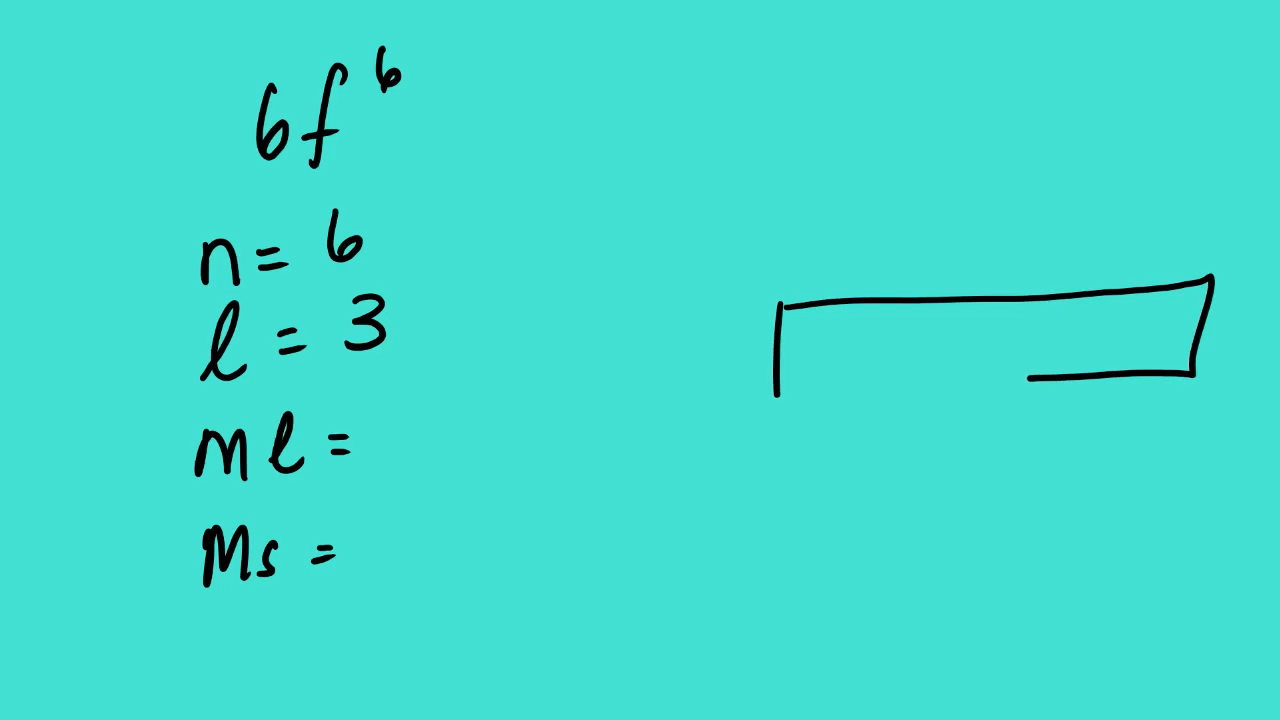 6f⁶
n = 6
l = 3
ml =
Ms =